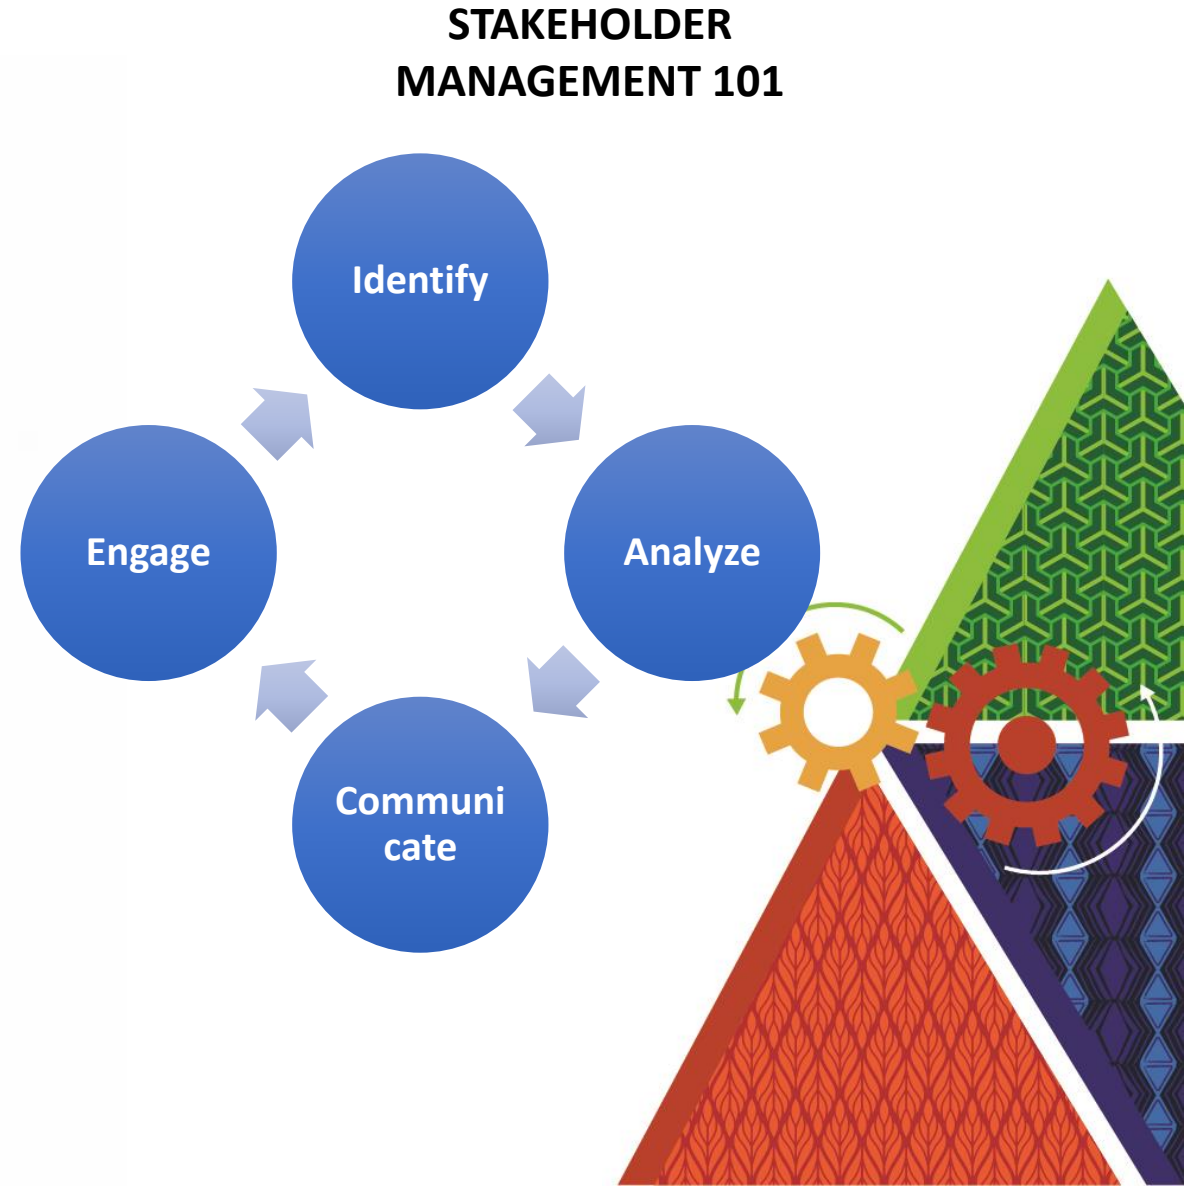 STAKEHOLDER
MANAGEMENT 101
Identify
Analyze
Communi
cate
Engage